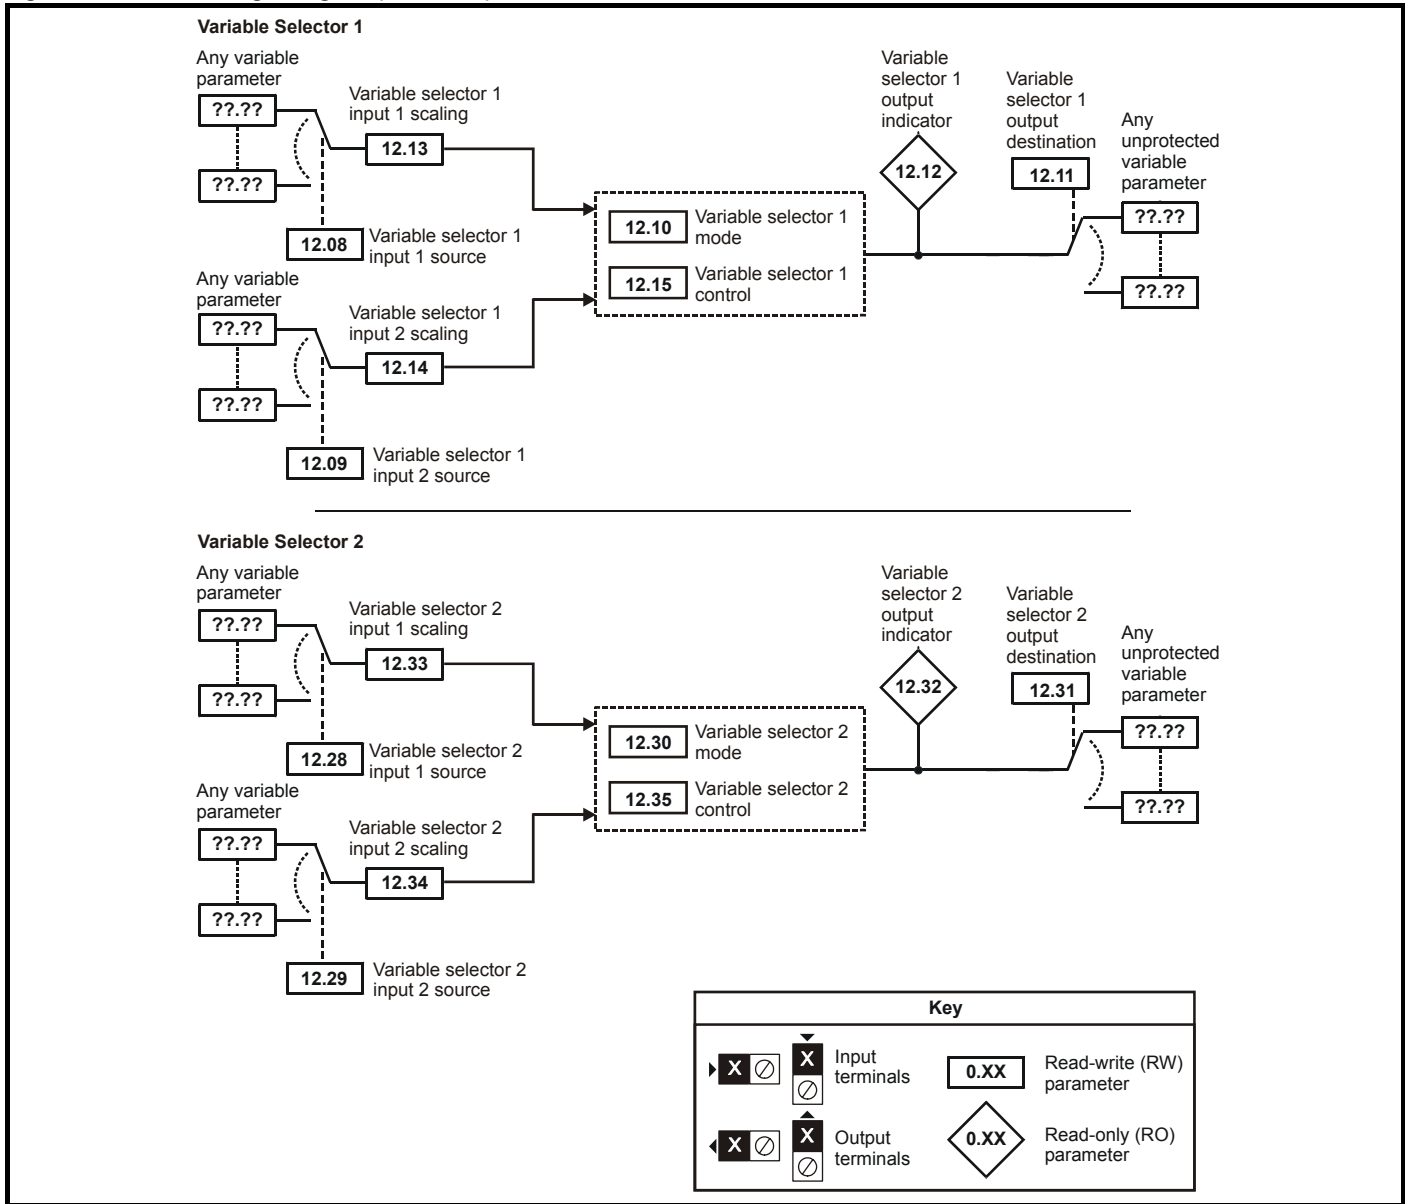 Variable Selector 1
Any variable
parameter
??.??
??.??
Variable selector 1
input 1 scaling
12.13
12.08
Variable selector 1
input 1 source
Any variable
parameter
??.??
??.??
Variable selector 1
input 2 scaling
12.14
12.09
Variable selector 1
input 2 source
12.10
Variable selector 1
mode
12.15
Variable selector 1
control
Variable
selector 1
output
indicator
12.12
Variable
selector 1
output
destination
12.11
Any
unprotected
variable
parameter
??.??
??.??
Variable Selector 2
Any variable
parameter
??.??
??.??
Variable selector 2
input 1 scaling
12.33
12.28
Variable selector 2
input 1 source
Any variable
parameter
??.??
??.??
Variable selector 2
input 2 scaling
12.34
12.29
Variable selector 2
input 2 source
12.30
Variable selector 2
mode
12.35
Variable selector 2
control
Variable
selector 2
output
indicator
12.32
Variable
selector 2
output
destination
12.31
Any
unprotected
variable
parameter
??.??
??.??
Key
X
X
Input
terminals
0.XX
Read-write (RW)
parameter
X
X
Output
terminals
0.XX
Read-only (RO)
parameter